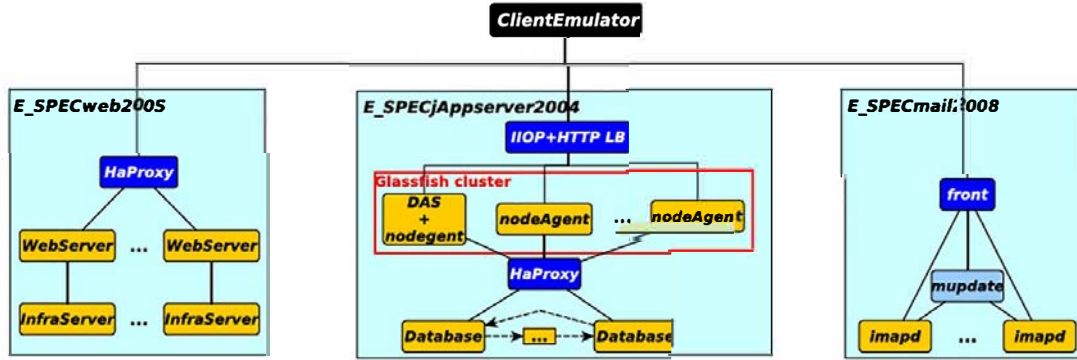 ClientEmulator
E_SPECweb2005
HaProxy
WebServer ... WebServer
InfraServer ... InfraServer
E_SPECjAppserver2004
IIOP+HTTP LB
Glassfish cluster
DAS
+
nodegent
nodeAgent
... nodeAgent
HaProxy
Database ... Database
E_SPECmail2008
front
mupdate
imapd ... imapd